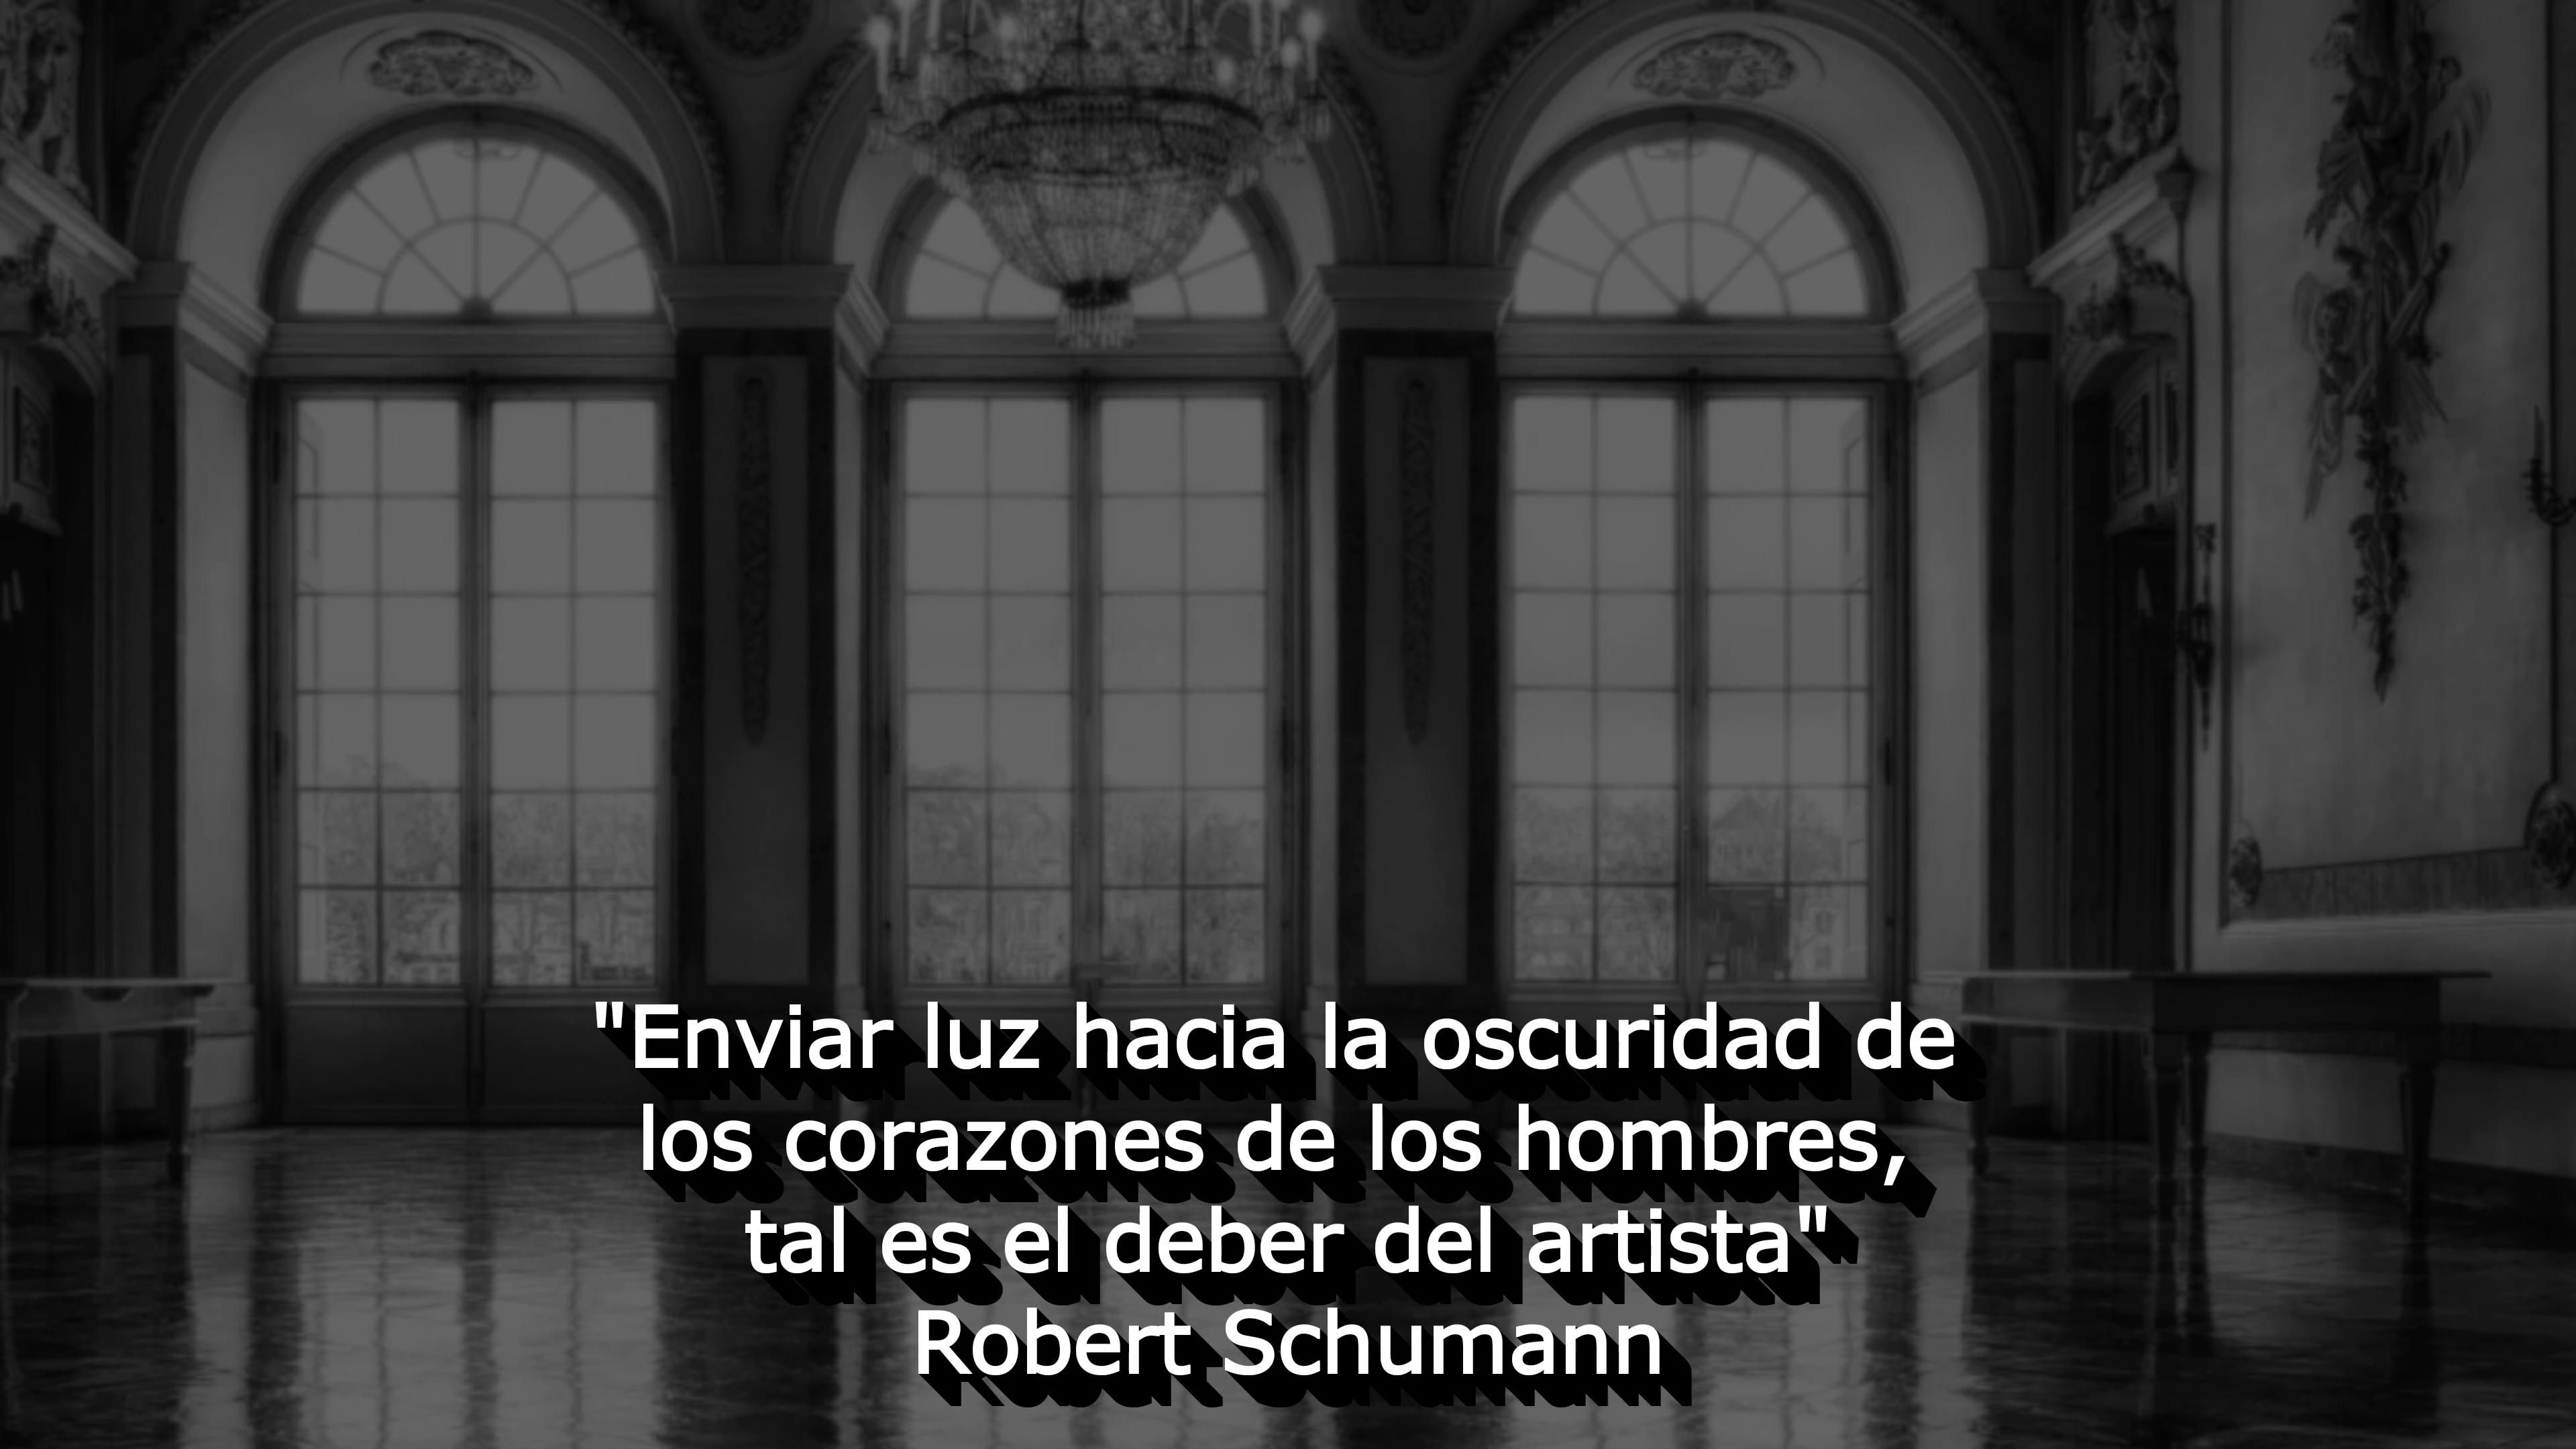 "Enviar luz hacia la oscuridad de
los corazones de los hombres,
tal es el deber del artista"
Robert Schumann